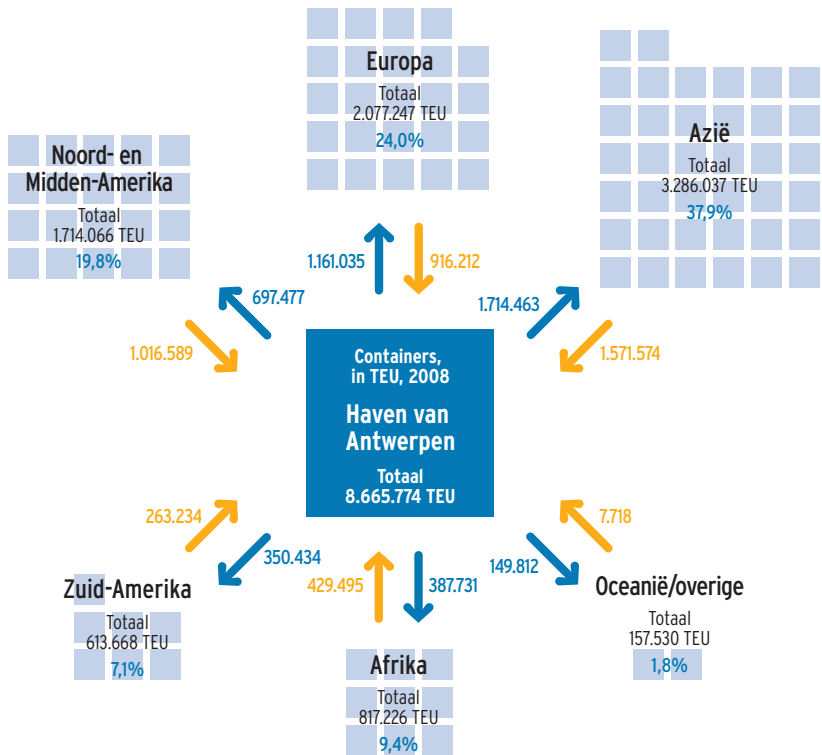 Europa
Totaal
2.077.247 TEU
24,0%
Azië
Totaal
3.286.037 TEU
37,9%
Noord- en
Midden-Amerika
Totaal
1.714.066 TEU
19,8%
1.161.035
916.212
697.477
1.714.463
1.016.589
1.571.574
Containers,
in TEU, 2008
Haven van
Antwerpen
Totaal
8.665.774 TEU
263.234
7.718
350.434
149.812
429.495
387.731
Zuid-Amerika
Totaal
613.668 TEU
7,1%
Oceanië/overige
Totaal
157.530 TEU
1,8%
Afrika
Totaal
817.226 TEU
9,4%